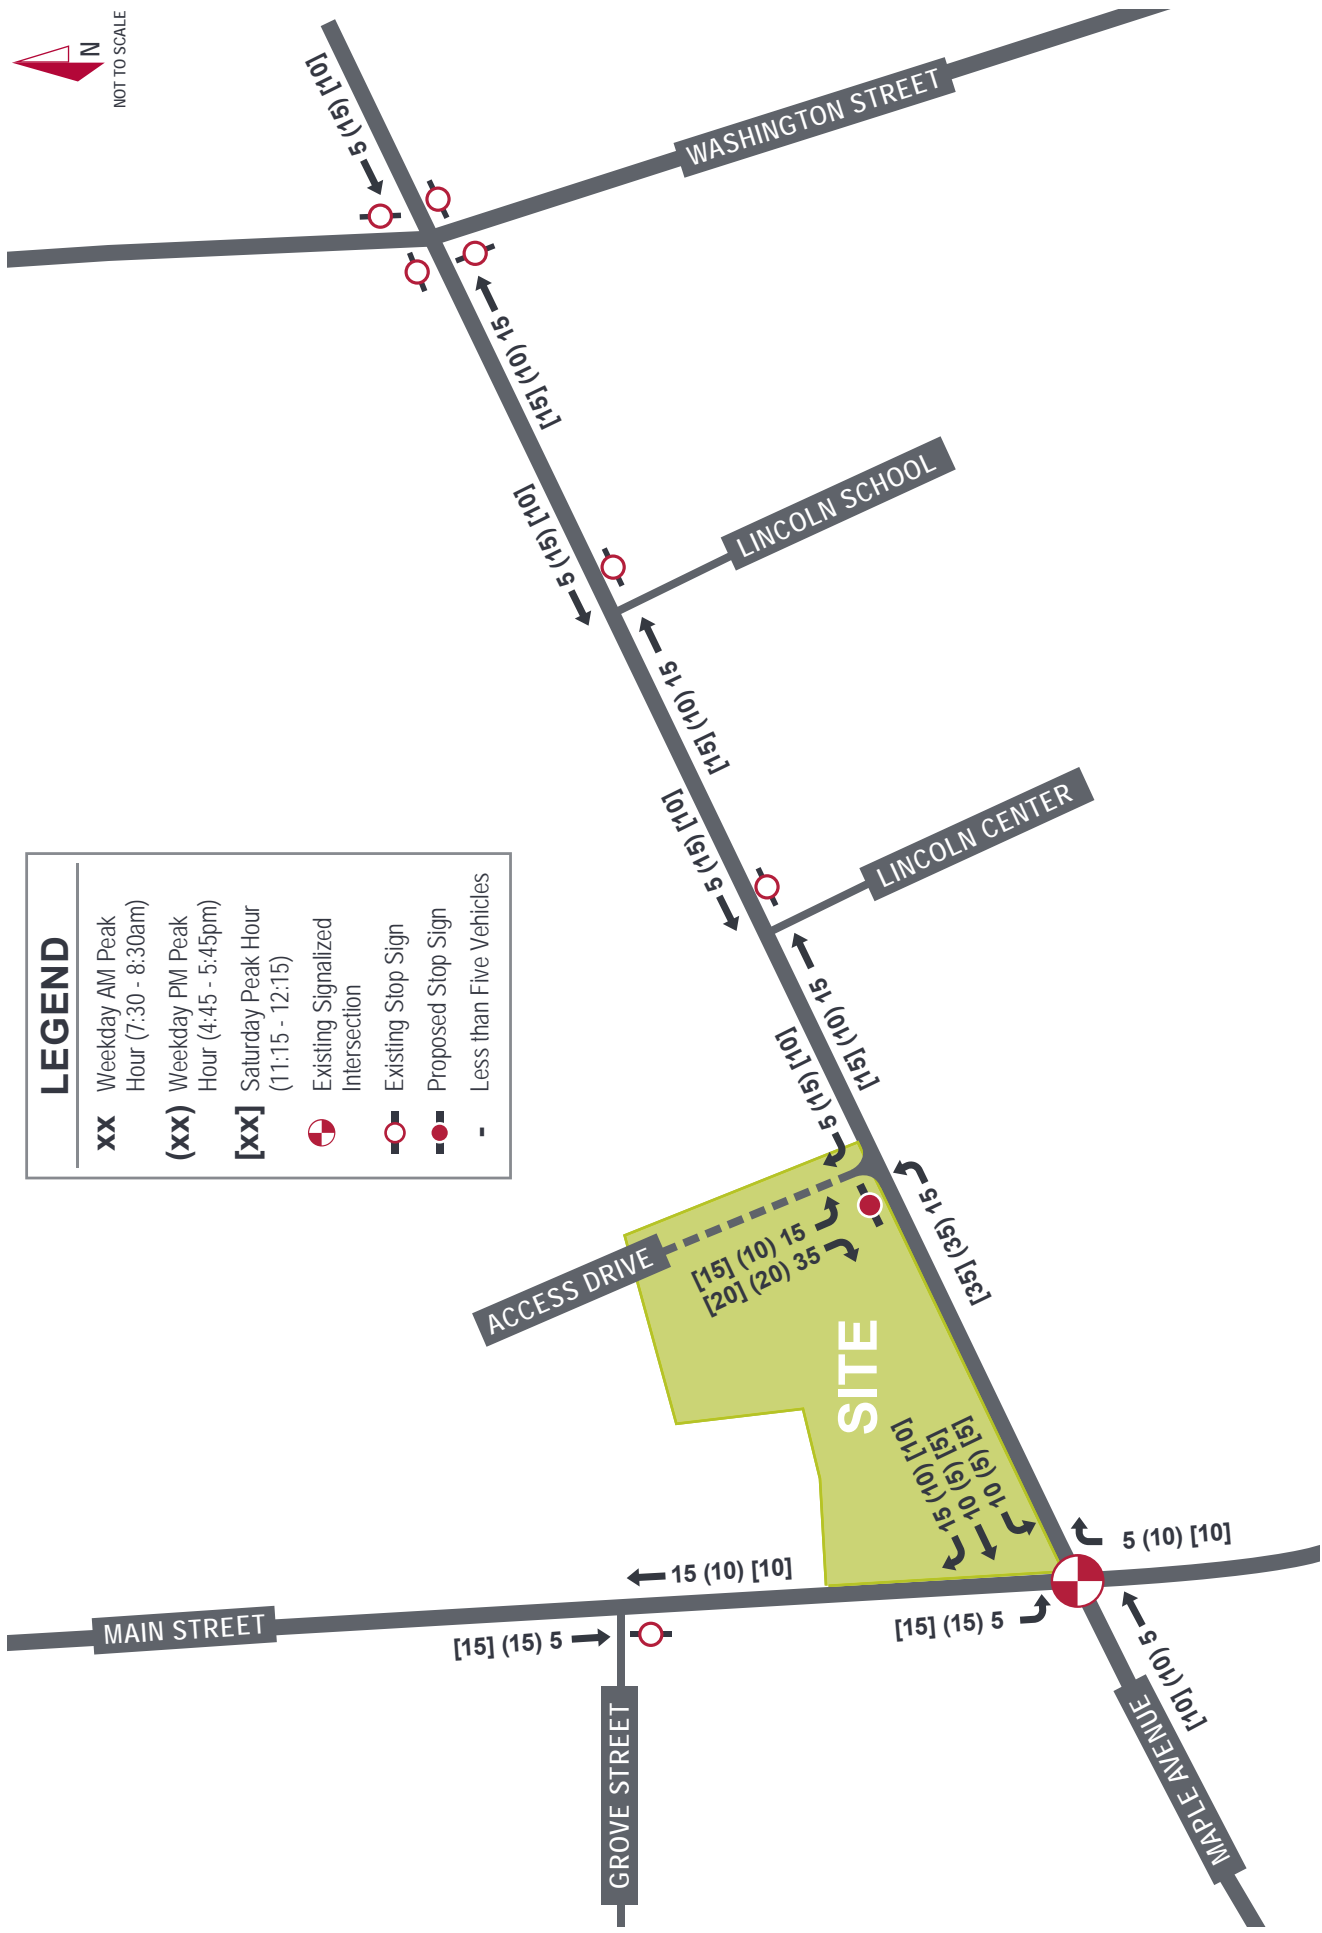 N
NOT TO SCALE
5 (15) [10]
WASHINGTON STREET
[15] (10) 15
5 (15) [10]
LINCOLN SCHOOL
[15] (10) 15
5 (15) [10]
LINCOLN CENTER
[15] (10) 15
5 (15) [10]
LEGEND
XX Weekday AM Peak
Hour (7:30 - 8:30am)
(XX) Weekday PM Peak
Hour (4:45 - 5:45pm)
[XX] Saturday Peak Hour
(11:15 - 12:15)
Existing Signalized
Intersection
Existing Stop Sign
Proposed Stop Sign
- Less than Five Vehicles
ACCESS DRIVE
[15] (10) 15
[20] (20) 35
[35] (35) 15
SITE
15 (10) [10]
10 (5) [5]
10 (5) [5]
5 (10) [10]
15 (10) [10]
MAIN STREET
[15] (15) 5
[15] (15) 5
[10] (10) 5
GROVE STREET
MAPLE AVENUE